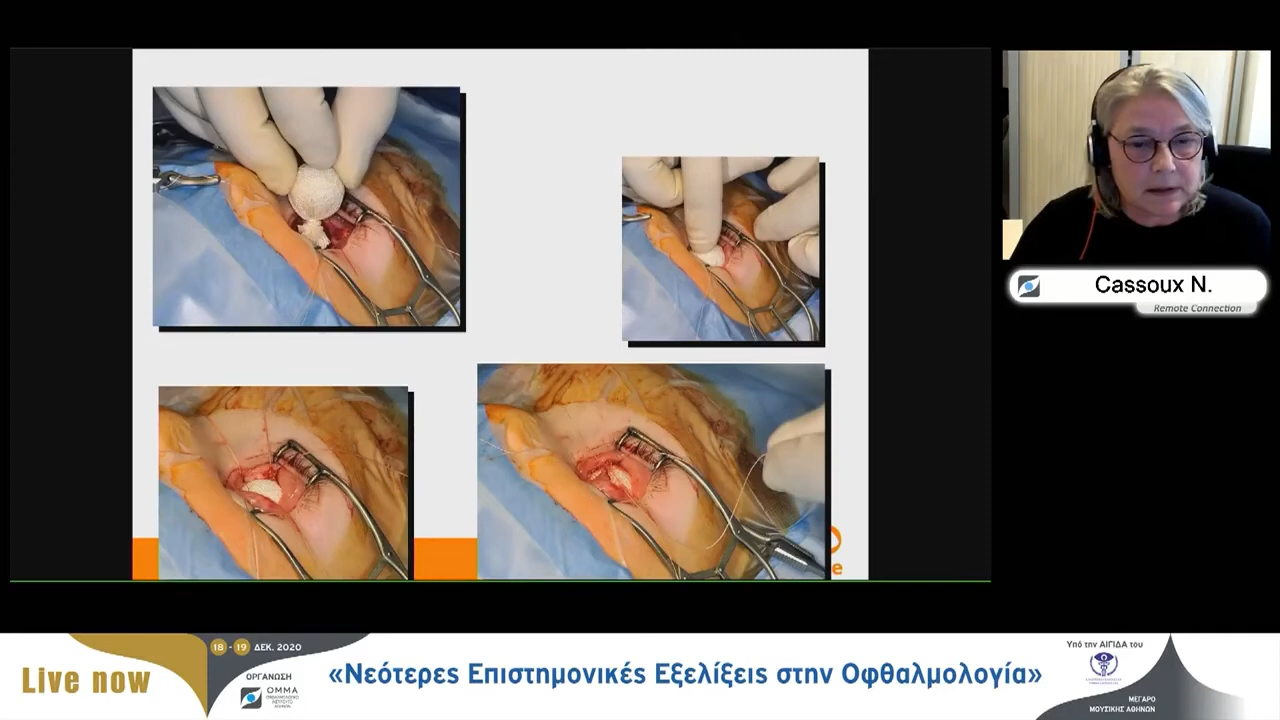 Cassoux N.
Remote Connection
e
Live now
18 - 19 ΔΕΚ. 2020
ΟΡΓΑΝΩΣΗ
ΟΜΜΑ
«Νεότερες Επιστημονικές Εξελίξεις στην Οφθαλμολογία»
Υπό την ΑΙΓΙΔΑ του
ΜΕΓΑΡΟ
ΜΟΥΣΙΚΗΣ ΑΘΗΝΩΝ